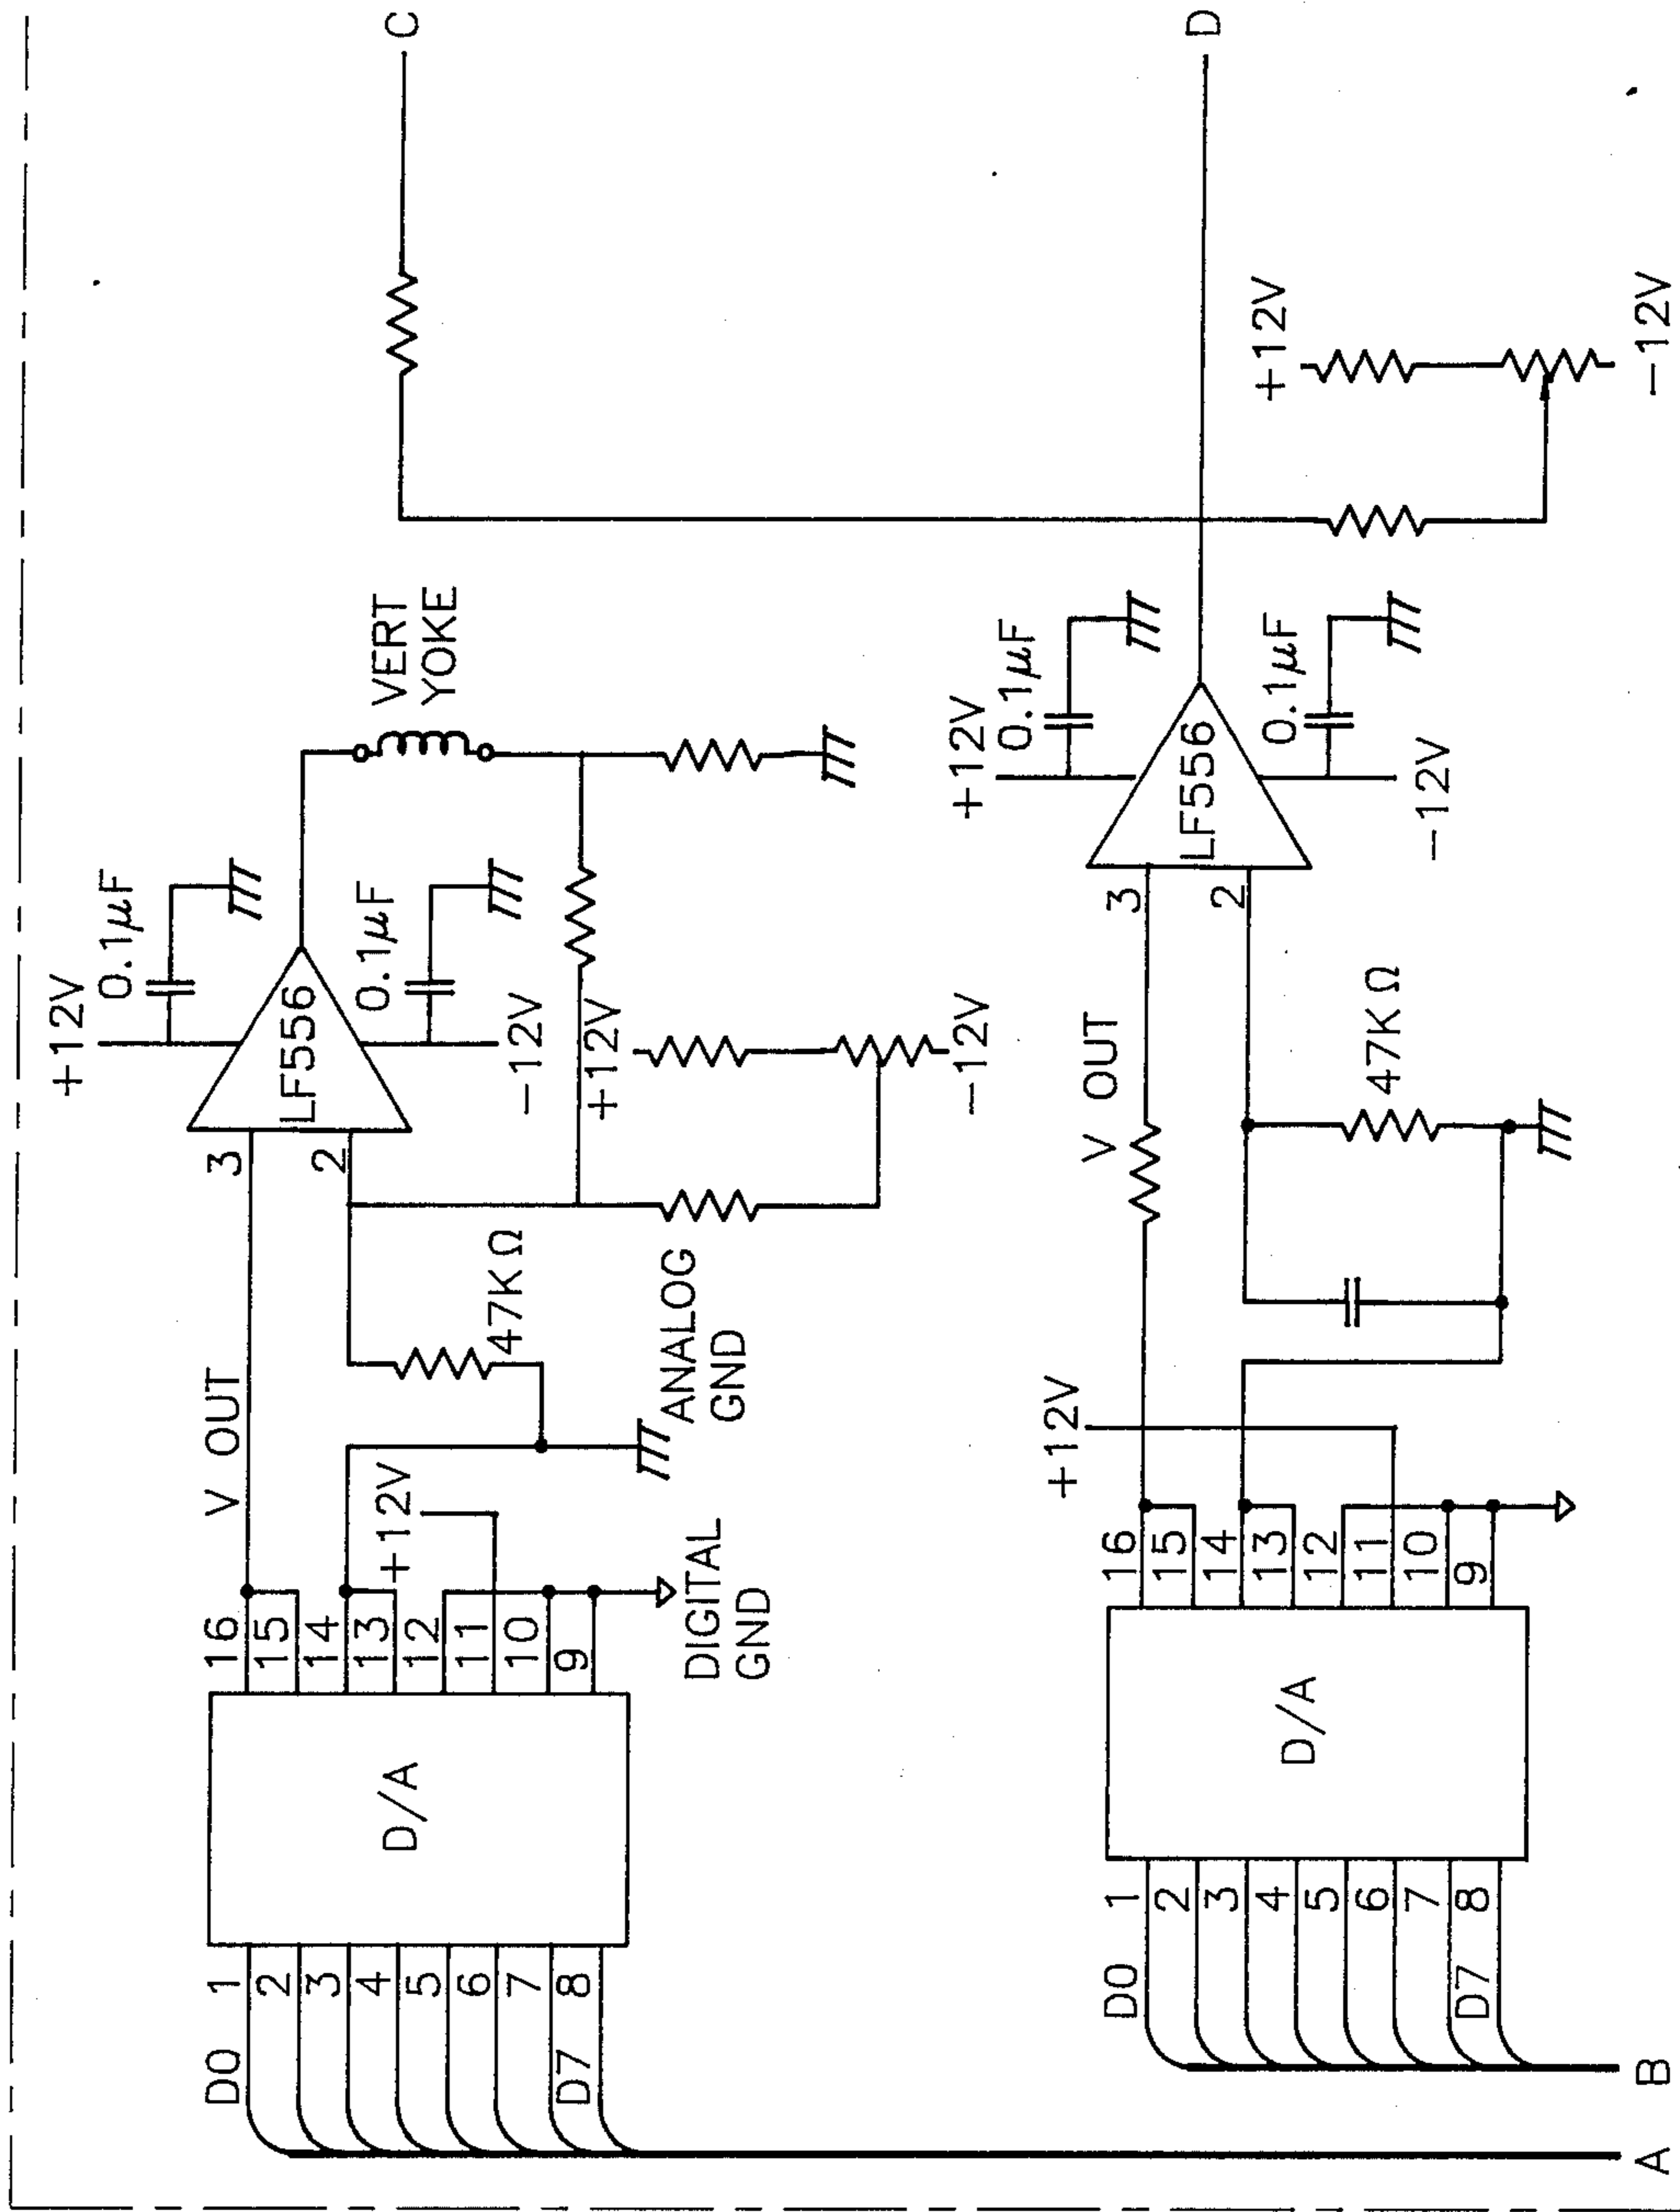 +12V
0.1µF
LF556
3
2
0.1µF
-12V
VERT
YOKE
C
V OUT
47KΩ
ANALOG
GND
+12V
-12V
+12V
DIGITAL
GND
D0
1
2
3
4
5
6
7
D7
8
D/A
16
15
14
13
12
11
10
9
+12V
0.1µF
LF556
3
2
0.1µF
-12V
D
V OUT
47KΩ
+12V
+12V
-12V
D0
1
2
3
4
5
6
7
D7
8
D/A
16
15
14
13
12
11
10
9
A
B